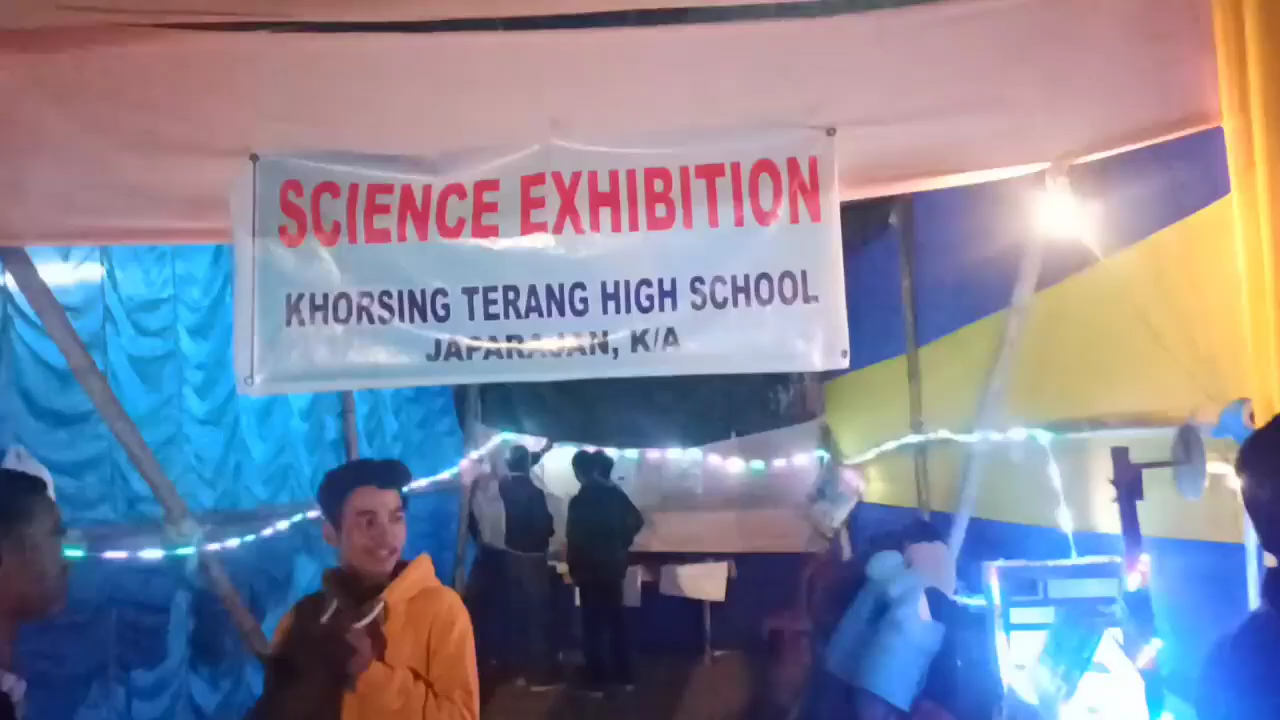 SCIENCE EXHIBITION
KHORSING TERANG HIGH SCHOOL
JAPARAJAN, K/A